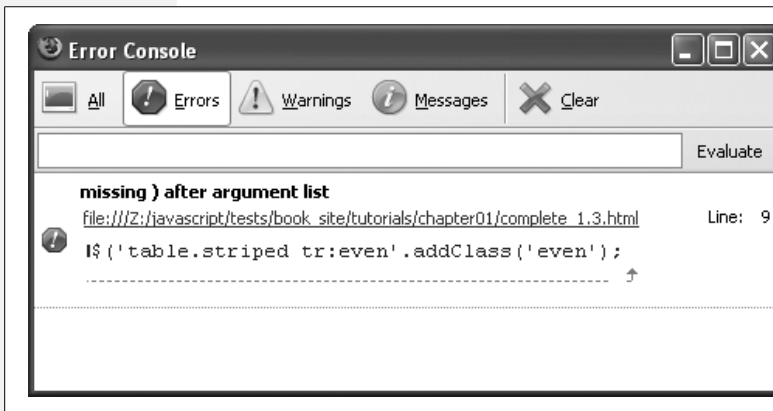 Error Console
All Errors Warnings Messages Clear
Evaluate
missing ) after argument list
file:///Z:/javascript/tests/book_site/tutorials/chapter01/complete_1.3.html Line: 9
$('table.striped tr:even'.addClass('even');